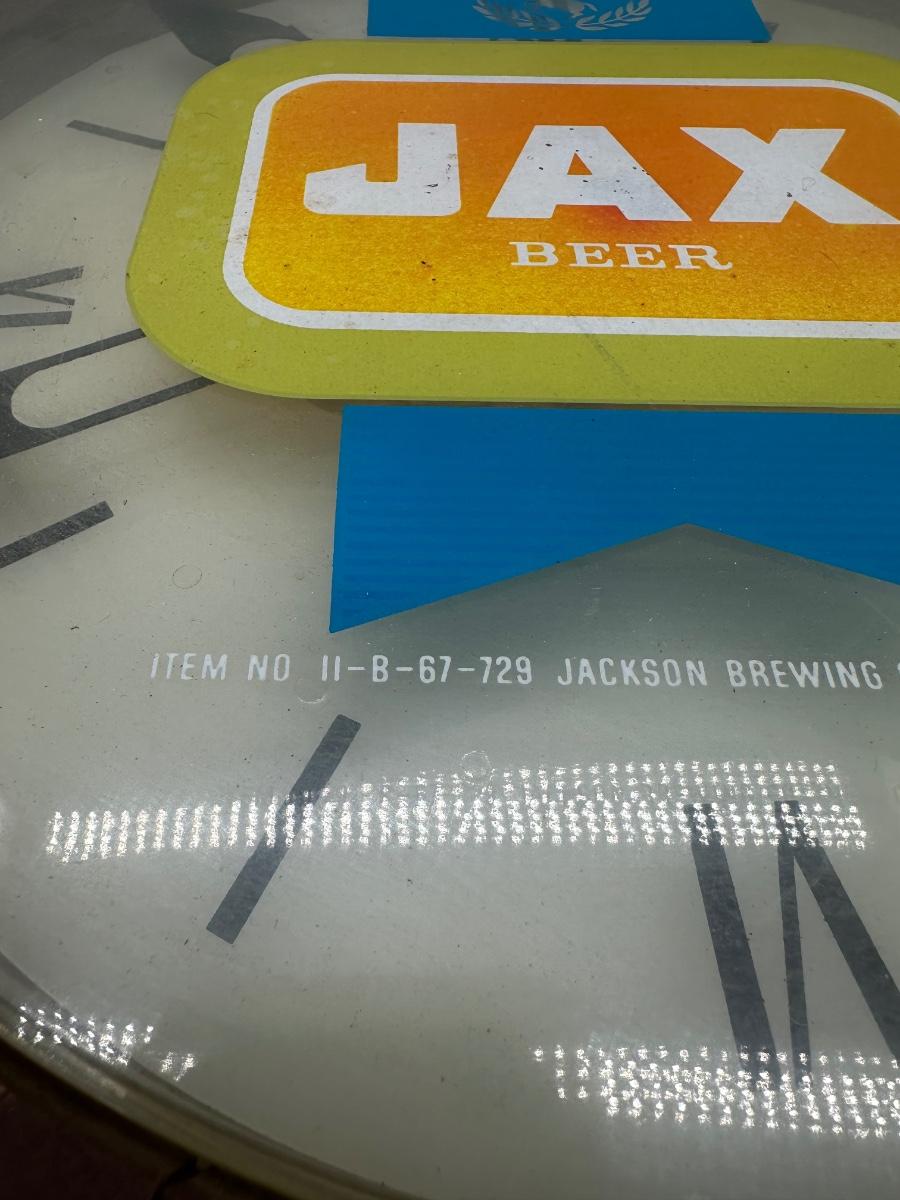 JAX
BEER
ITEM NO 11-B-67-729 JACKSON BREWING